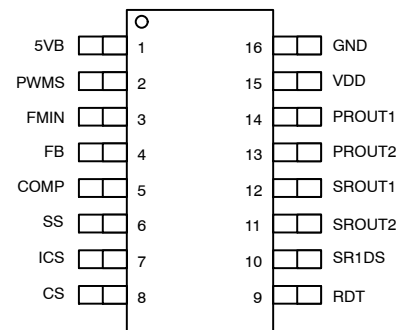 5VB 1 16 GND
PWMS 2 15 VDD
FMIN 3 14 PROUT1
FB 4 13 PROUT2
COMP 5 12 SROUT1
SS 6 11 SROUT2
ICS 7 10 SR1DS
CS 8 9 RDT